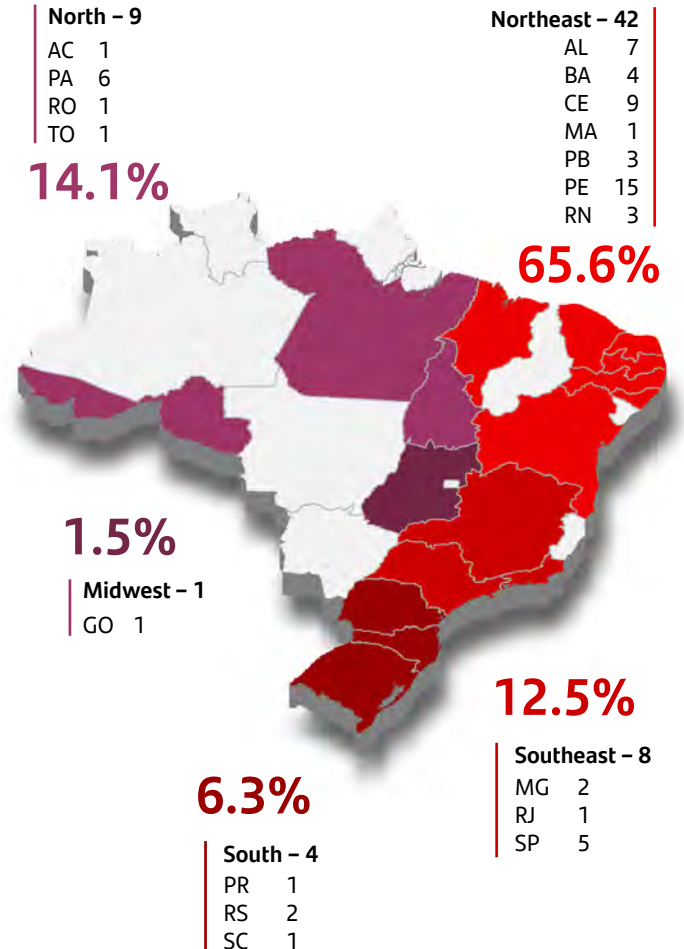 North – 9
AC 1
PA 6
RO 1
TO 1
14.1%
Northeast – 42
AL 7
BA 4
CE 9
MA 1
PB 3
PE 15
RN 3
65.6%
1.5%
Midwest – 1
GO 1
12.5%
Southeast – 8
MG 2
RJ 1
SP 5
6.3%
South – 4
PR 1
RS 2
SC 1